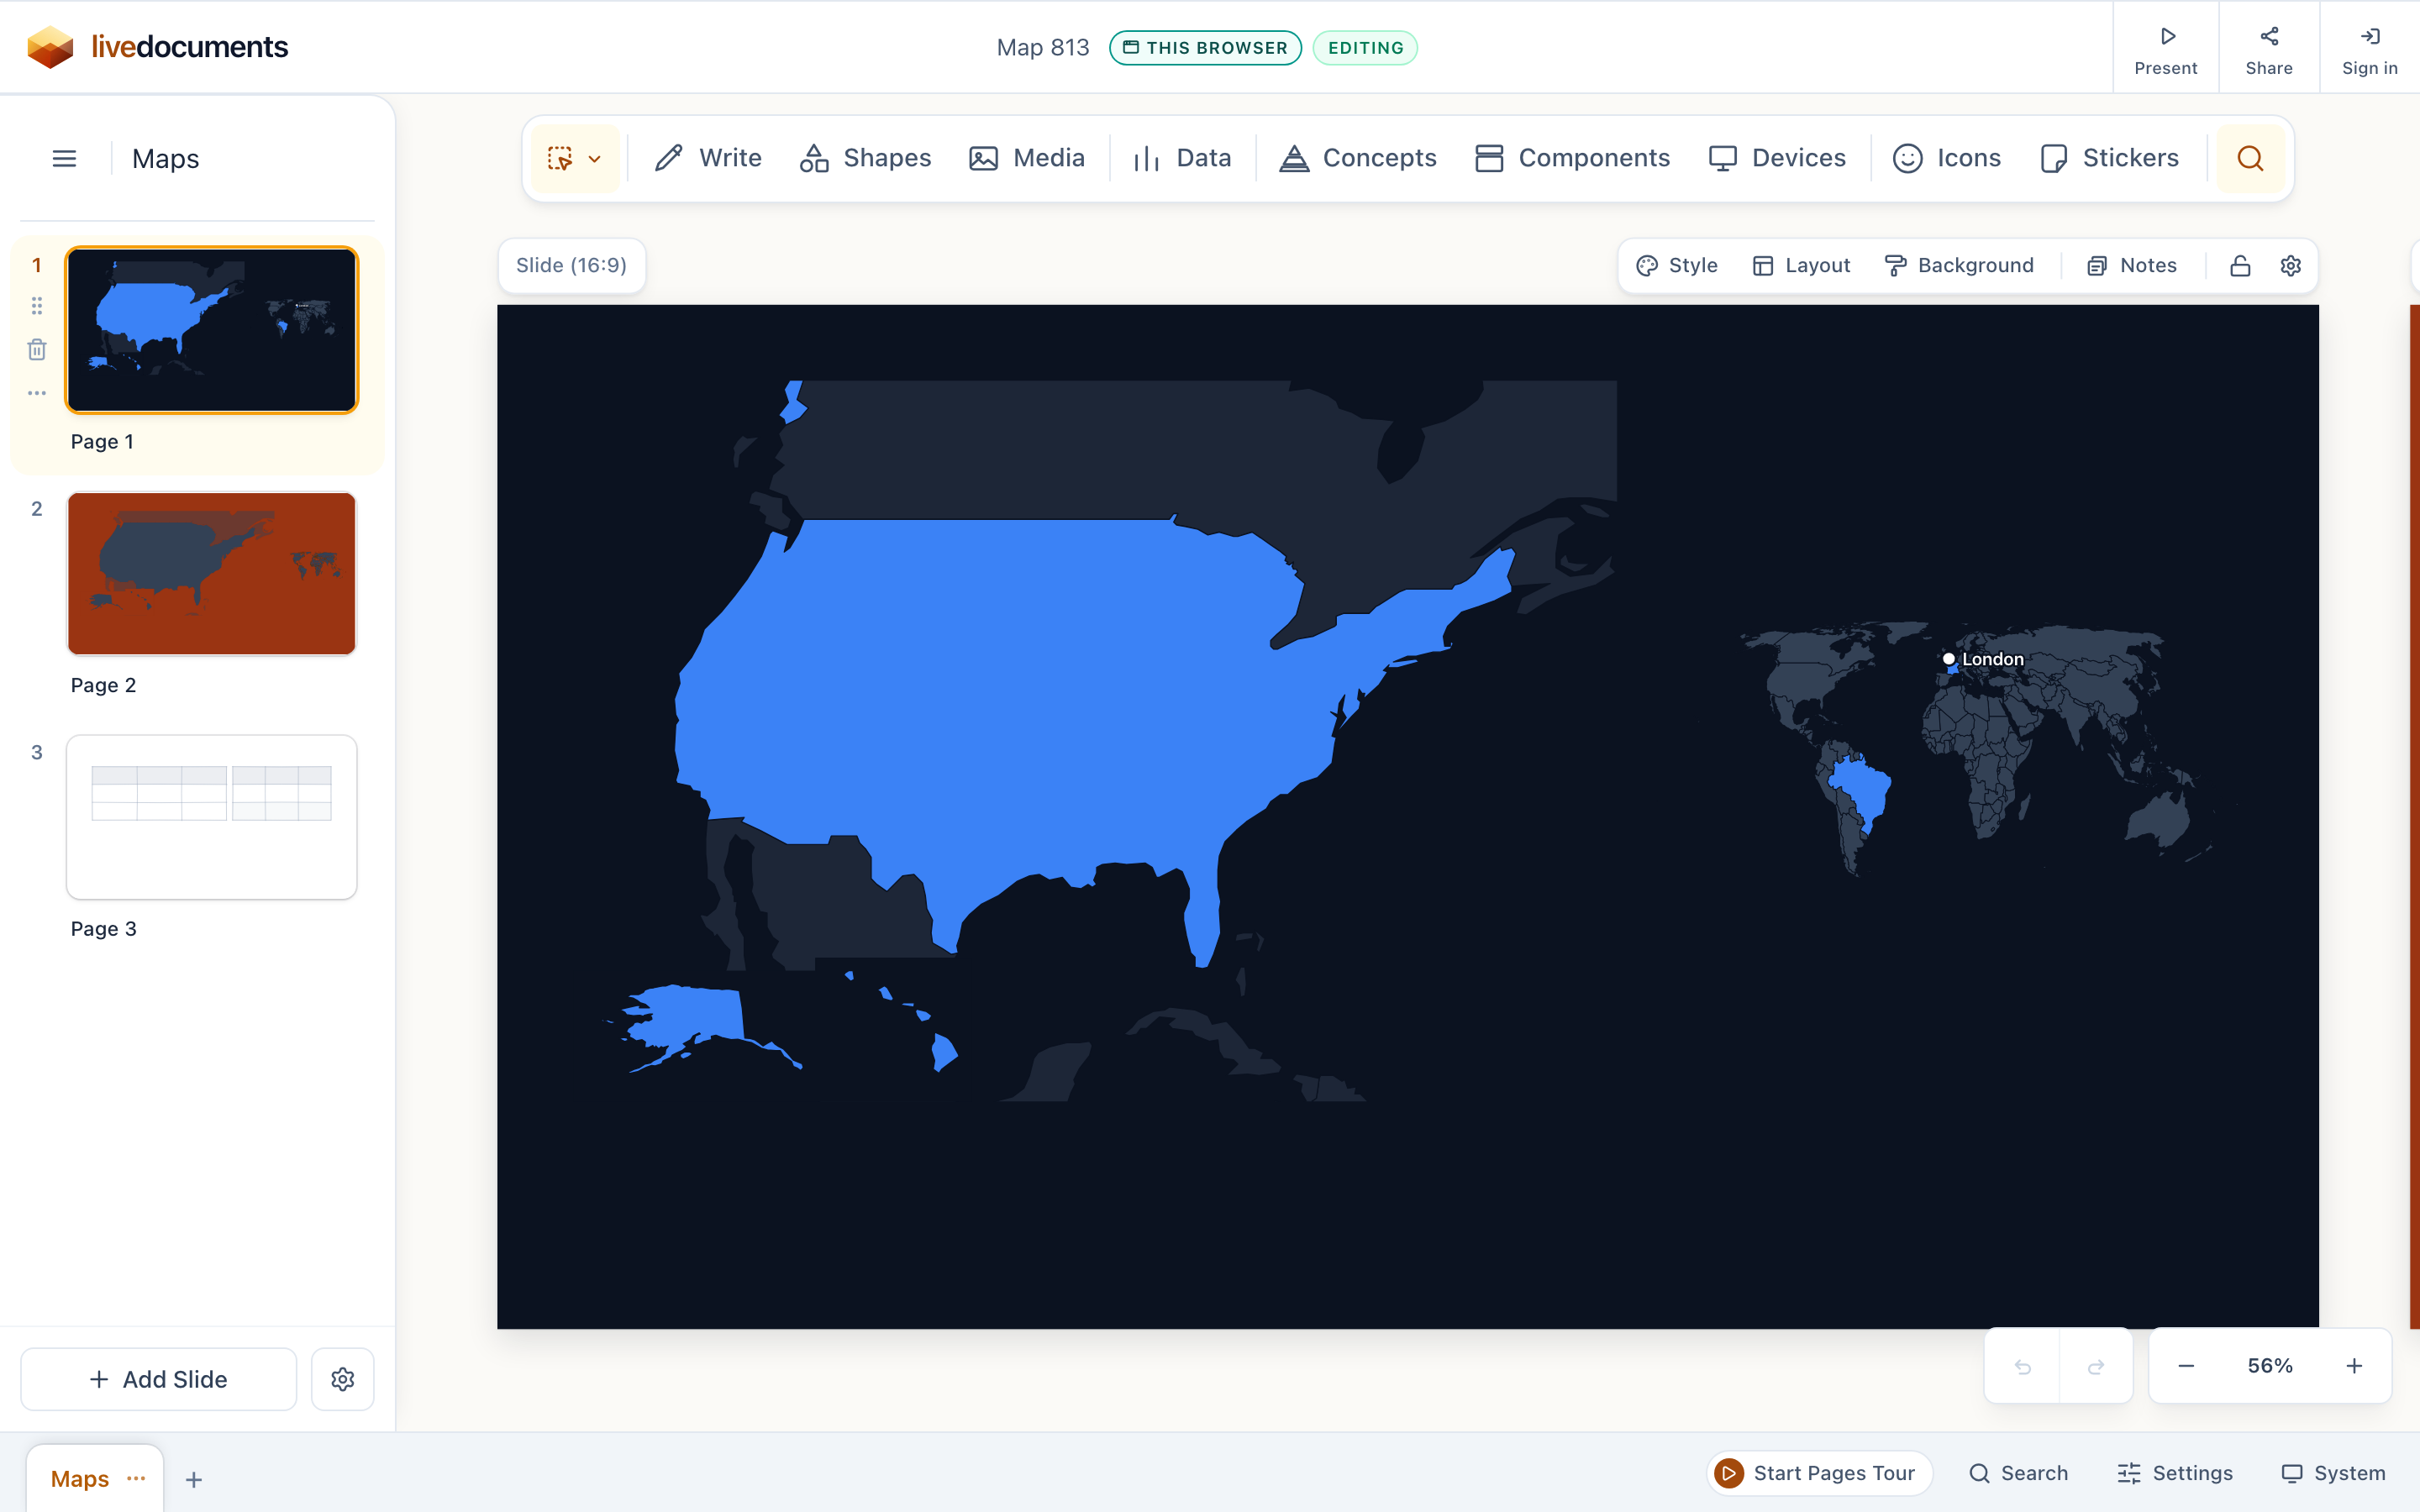 livedocuments
Map 813
THIS BROWSER
EDITING
Present
Share
Sign in
Maps
Write
Shapes
Media
Data
Concepts
Components
Devices
Icons
Stickers
1
Page 1
2
Page 2
3
Page 3
Slide (16:9)
Style
Layout
Background
Notes
London
Add Slide
56%
Maps
Start Pages Tour
Search
Settings
System